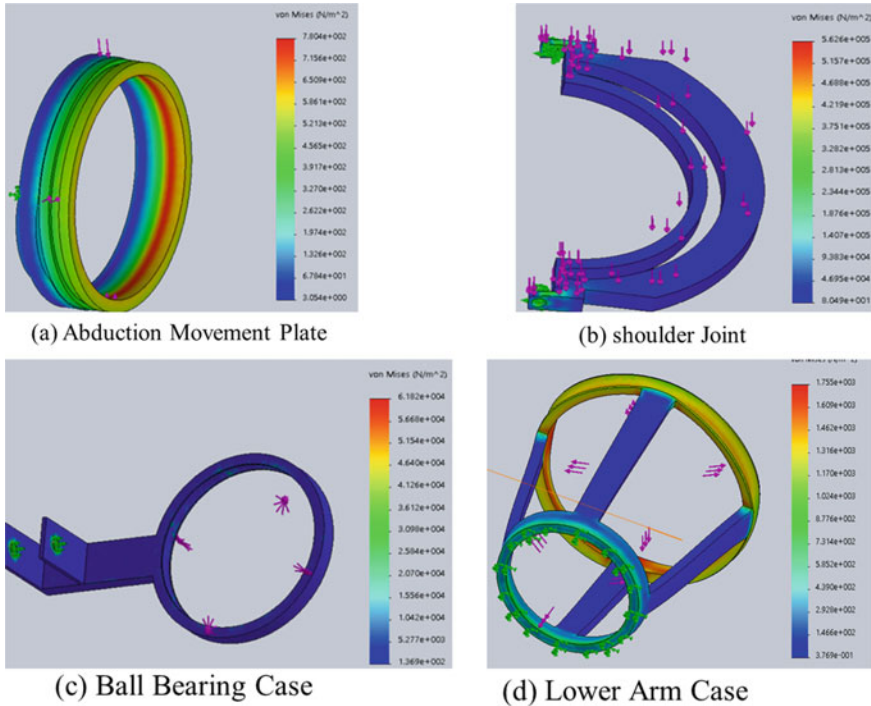 von Mises (N/m^2)
7.804e+002
7.156e+002
6.509e+002
5.861e+002
5.213e+002
4.565e+002
3.917e+002
3.270e+002
2.622e+002
1.974e+002
1.326e+002
6.784e+001
3.054e+000
(a) Abduction Movement Plate
von Mises (N/m^2)
5.626e+005
5.157e+005
4.688e+005
4.219e+005
3.751e+005
3.282e+005
2.813e+005
2.344e+005
1.876e+005
1.407e+005
9.383e+004
4.695e+004
8.049e+001
(b) shoulder Joint
von Mises (N/m^2)
6.182e+004
5.668e+004
5.154e+004
4.640e+004
4.126e+004
3.612e+004
3.098e+004
2.584e+004
2.070e+004
1.556e+004
1.042e+004
5.277e+003
1.369e+002
(c) Ball Bearing Case
von Mises (N/m^2)
1.755e+003
1.609e+003
1.463e+003
1.316e+003
1.170e+003
1.024e+003
8.776e+002
7.314e+002
5.852e+002
4.390e+002
2.928e+002
1.466e+002
3.769e-001
(d) Lower Arm Case